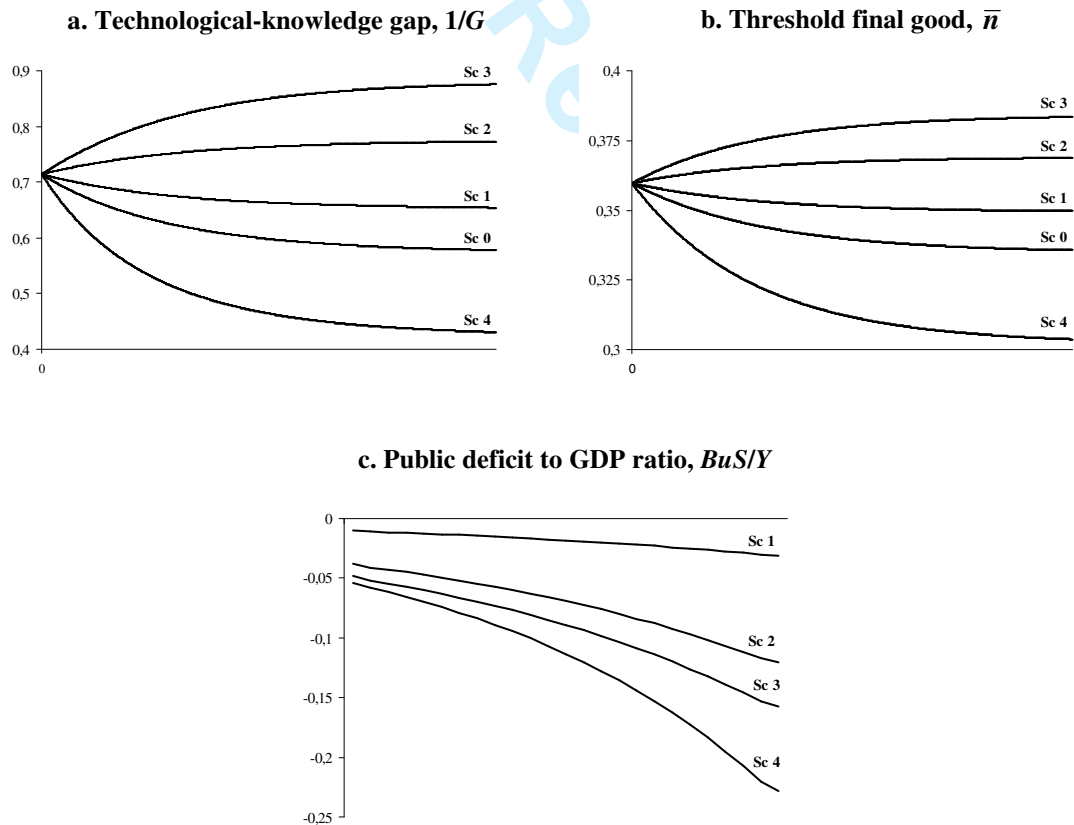 a. Technological-knowledge gap, 1/G
0,9
0,8
0,7
0,6
0,5
0,4
0
Sc 3
Sc 2
Sc 1
Sc 0
Sc 4
b. Threshold final good, n̅
0,4
0,375
0,35
0,325
0,3
0
Sc 3
Sc 2
Sc 1
Sc 0
Sc 4
c. Public deficit to GDP ratio, BuS/Y
0
-0,05
-0,1
-0,15
-0,2
-0,25
Sc 1
Sc 2
Sc 3
Sc 4